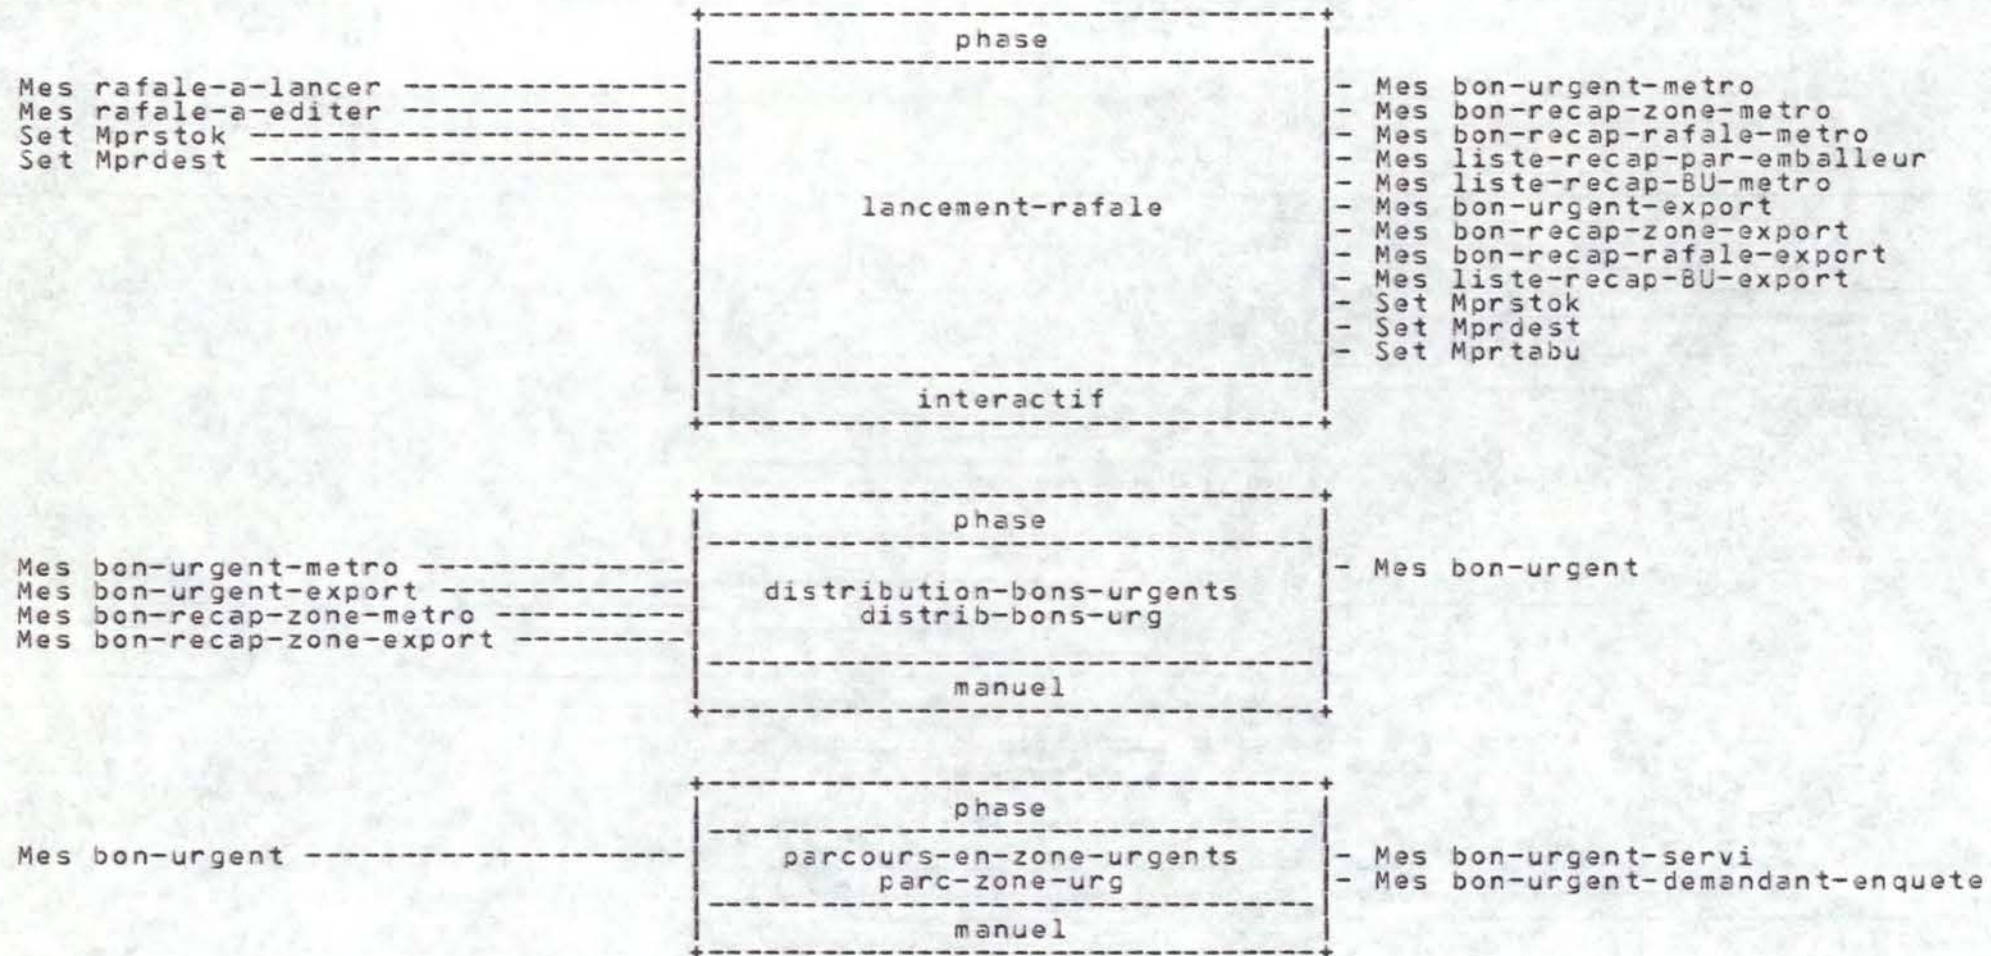 phase
Mes rafale-a-lancer
Mes rafale-a-editer
Set Mprstok
Set Mprdest
lancement-rafale
Mes bon-urgent-metro
Mes bon-recap-zone-metro
Mes bon-recap-rafale-metro
Mes liste-recap-par-emballeur
Mes liste-recap-BU-metro
Mes bon-urgent-export
Mes bon-recap-zone-export
Mes bon-recap-rafale-export
Mes liste-recap-BU-export
Set Mprstok
Set Mprdest
Set Mprtabu
interactif
phase
Mes bon-urgent-metro
Mes bon-urgent-export
Mes bon-recap-zone-metro
Mes bon-recap-zone-export
distribution-bons-urgents
distrib-bons-urg
Mes bon-urgent
manuel
phase
Mes bon-urgent
parcours-en-zone-urgents
parc-zone-urg
Mes bon-urgent-servi
Mes bon-urgent-demandant-enquete
manuel